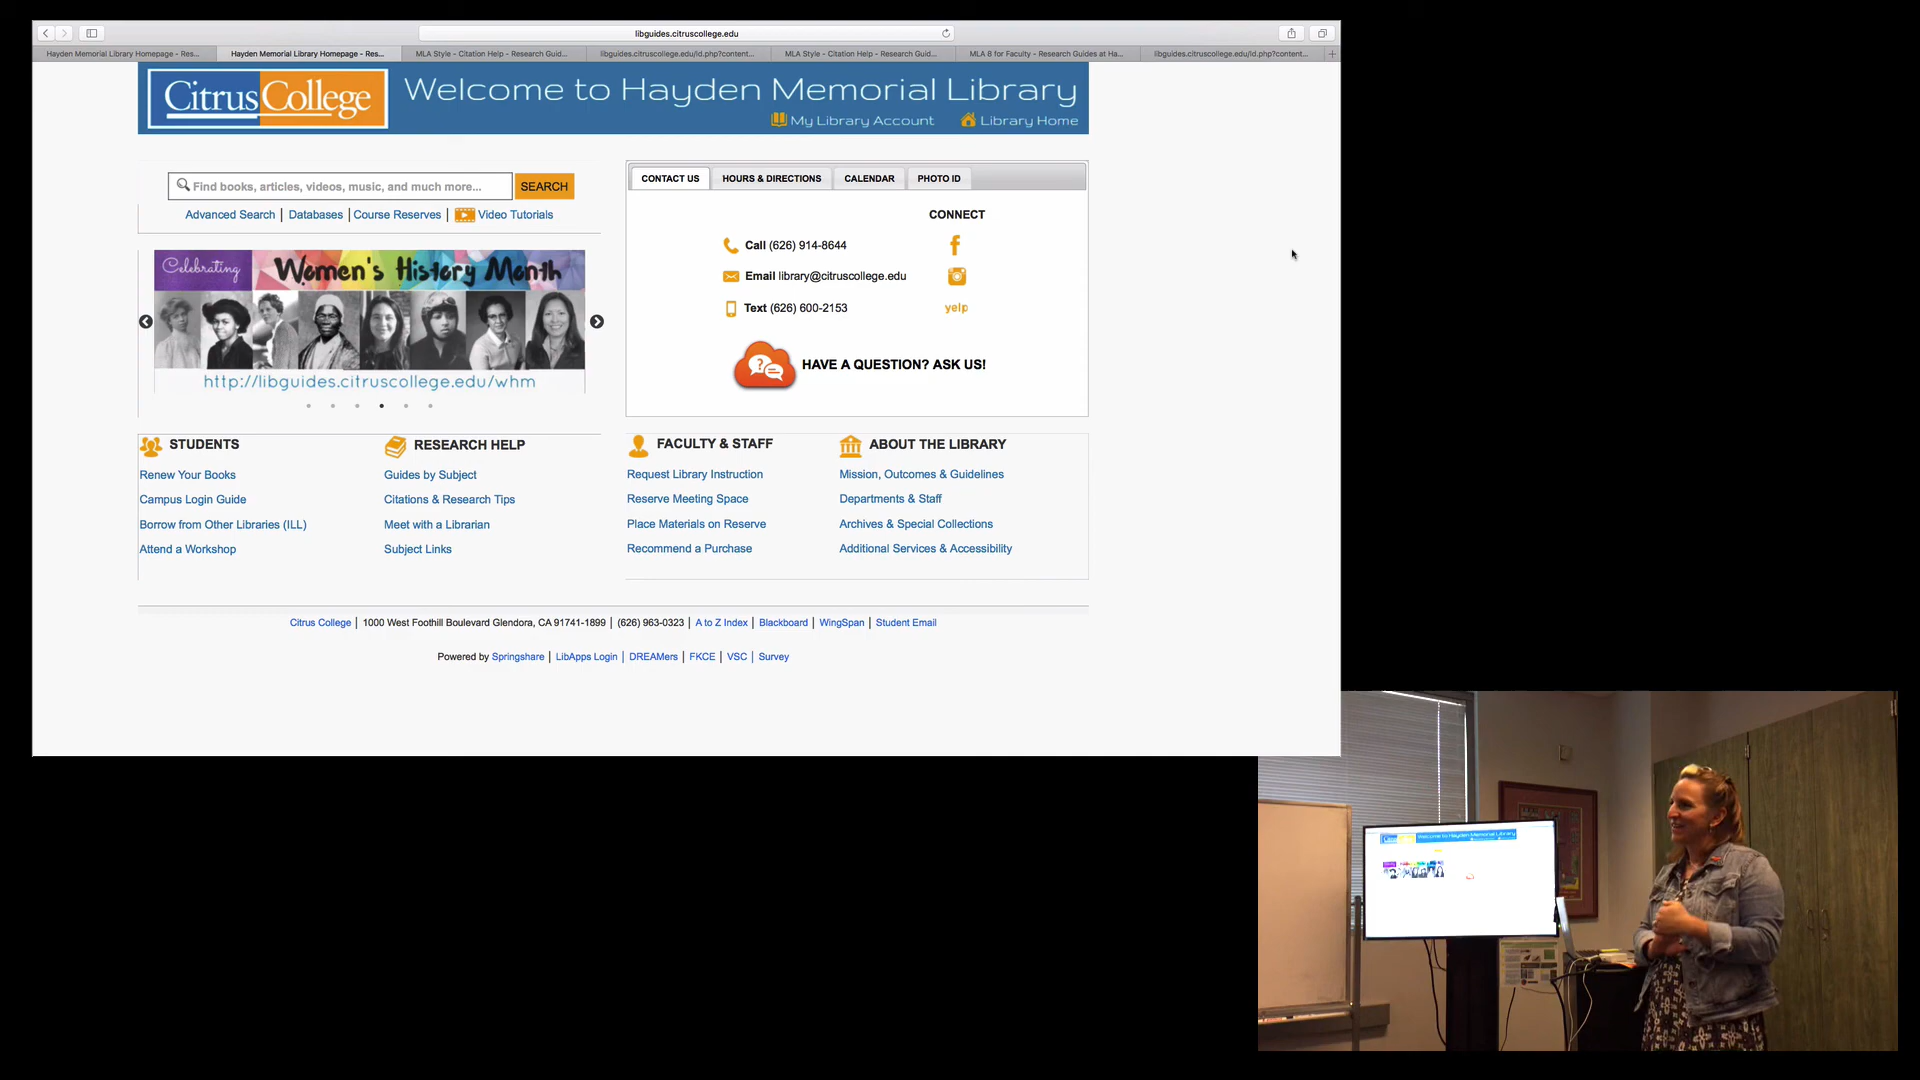 libguides.citruscollege.edu
Hayden Memorial Library Homepage - Res...
Hayden Memorial Library Homepage - Res...
MLA Style - Citation Help - Research Guid...
libguides.citruscollege.edu/ld.php?content...
MLA Style - Citation Help - Research Guid...
MLA 8 for Faculty - Research Guides at Ha...
libguides.citruscollege.edu/ld.php?content...
CitrusCollege
Welcome to Hayden Memorial Library
My Library Account
Library Home
Find books, articles, videos, music, and much more...
SEARCH
Advanced Search | Databases | Course Reserves | Video Tutorials
Celebrating Women's History Month
http://libguides.citruscollege.edu/whm
CONTACT US
HOURS & DIRECTIONS
CALENDAR
PHOTO ID
CONNECT
Call (626) 914-8644
Email library@citruscollege.edu
Text (626) 600-2153
yelp
HAVE A QUESTION? ASK US!
STUDENTS
Renew Your Books
Campus Login Guide
Borrow from Other Libraries (ILL)
Attend a Workshop
RESEARCH HELP
Guides by Subject
Citations & Research Tips
Meet with a Librarian
Subject Links
FACULTY & STAFF
Request Library Instruction
Reserve Meeting Space
Place Materials on Reserve
Recommend a Purchase
ABOUT THE LIBRARY
Mission, Outcomes & Guidelines
Departments & Staff
Archives & Special Collections
Additional Services & Accessibility
Citrus College | 1000 West Foothill Boulevard Glendora, CA 91741-1899 | (626) 963-0323 | A to Z Index | Blackboard | WingSpan | Student Email
Powered by Springshare | LibApps Login | DREAMers | FKCE | VSC | Survey
Welcome to Hayden Memorial Library